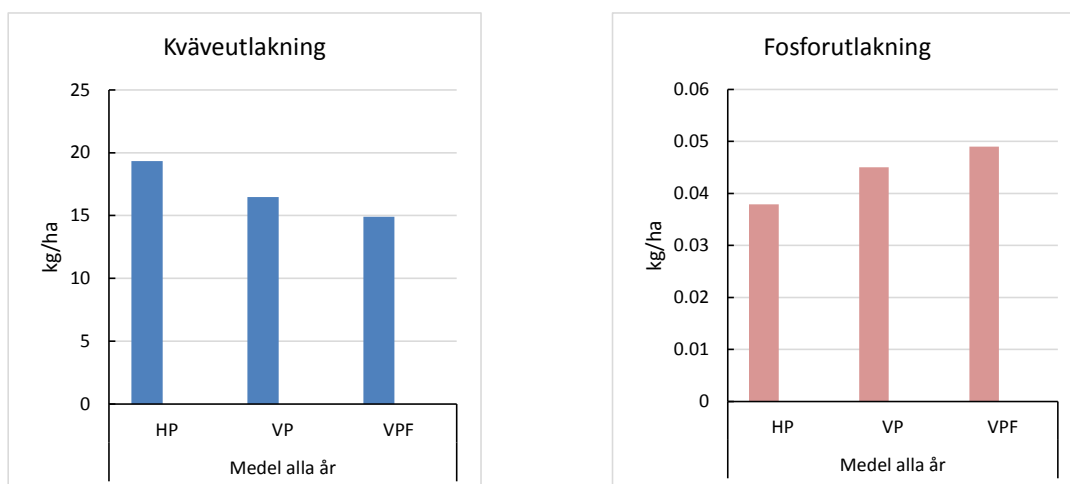 Kväveutlakning
25
20
15
10
5
0
kg/ha
HP VP VPF
Medel alla år
Fosforutlakning
0.06
0.05
0.04
0.03
0.02
0.01
0
kg/ha
HP VP VPF
Medel alla år